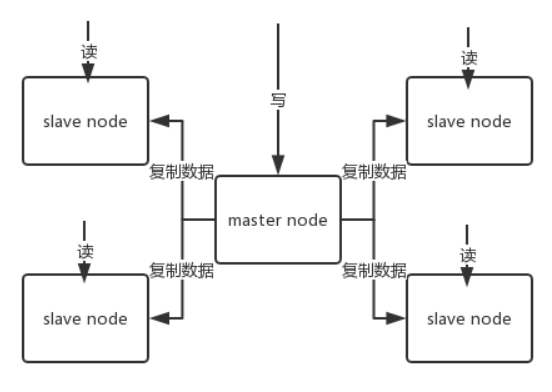 读
写
读
slave node
slave node
复制数据
复制数据
master node
读
读
复制数据
复制数据
slave node
slave node